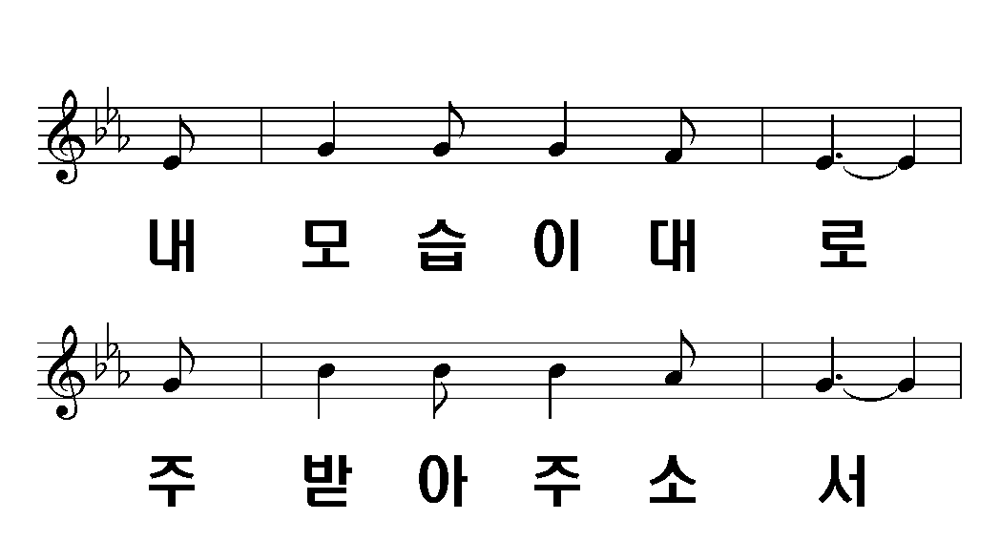 내 모 습 이 대 로
주 받 아 주 소 서